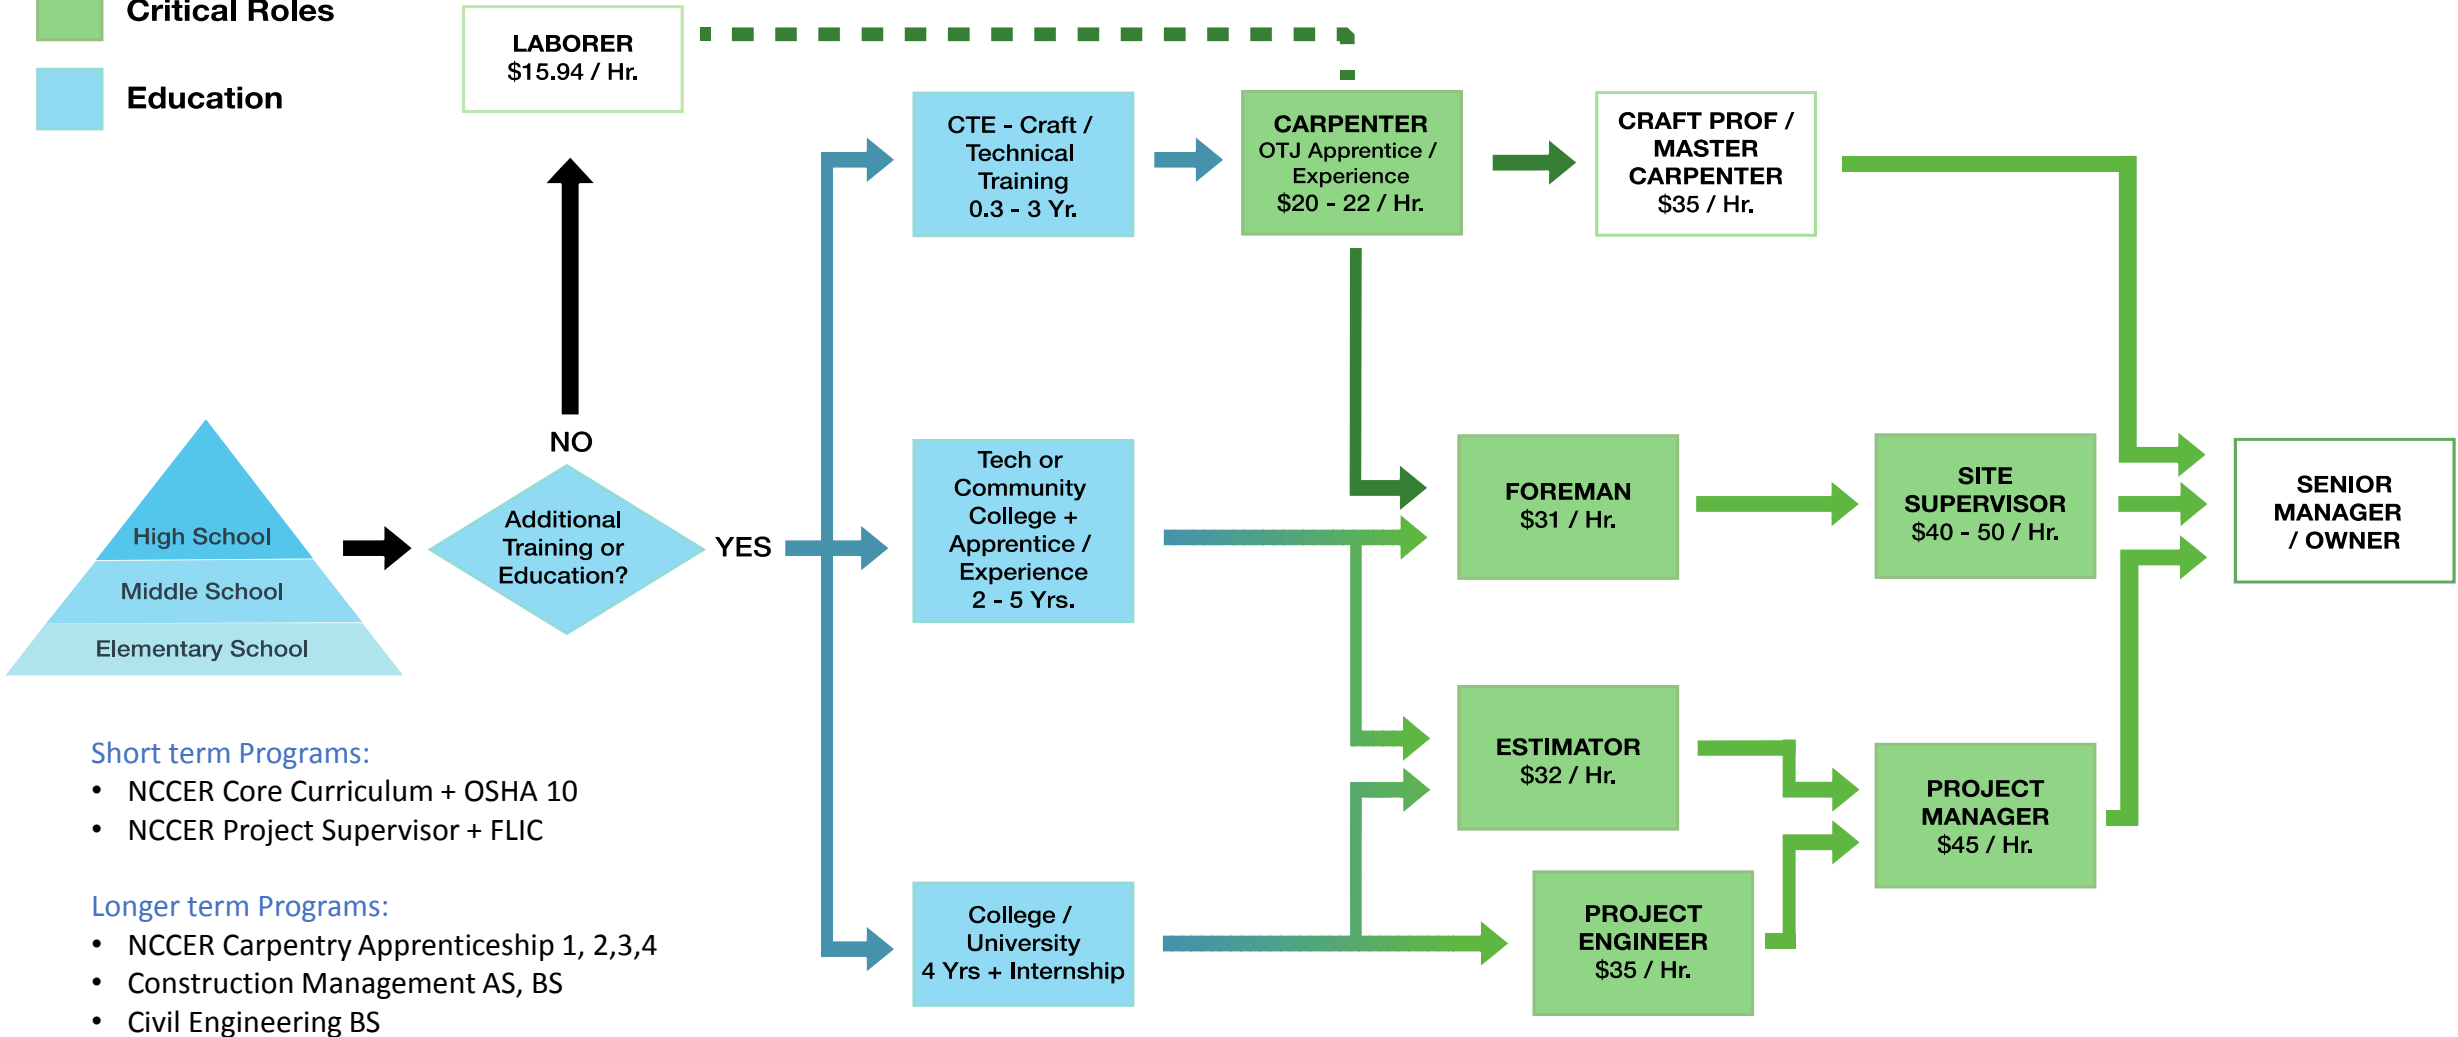 Critical Roles
Education
LABORER
$15.94 / Hr.
CTE - Craft /
Technical
Training
0.3 - 3 Yr.
CARPENTER
OTJ Apprentice /
Experience
$20 - 22 / Hr.
CRAFT PROF /
MASTER
CARPENTER
$35 / Hr.
High School
Middle School
Elementary School
NO
Additional
Training or
Education?
YES
Tech or
Community
College +
Apprentice /
Experience
2 - 5 Yrs.
FOREMAN
$31 / Hr.
SITE
SUPERVISOR
$40 - 50 / Hr.
SENIOR
MANAGER
/ OWNER
ESTIMATOR
$32 / Hr.
PROJECT
MANAGER
$45 / Hr.
College /
University
4 Yrs + Internship
PROJECT
ENGINEER
$35 / Hr.
Short term Programs:
• NCCER Core Curriculum + OSHA 10
• NCCER Project Supervisor + FLIC
Longer term Programs:
• NCCER Carpentry Apprenticeship 1, 2,3,4
• Construction Management AS, BS
• Civil Engineering BS